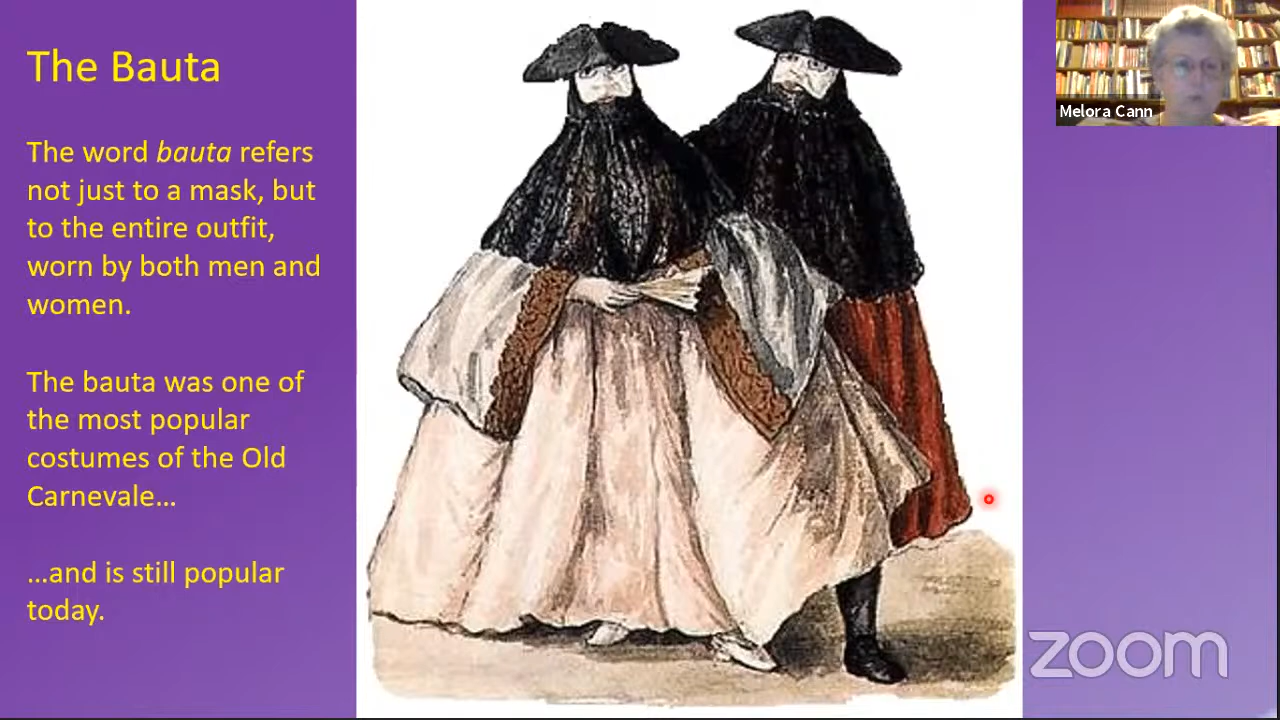 The Bauta
The word bauta refers
not just to a mask, but
to the entire outfit,
worn by both men and
women.
The bauta was one of
the most popular
costumes of the Old
Carnevale…
…and is still popular
today.
Melora Cann
zoom